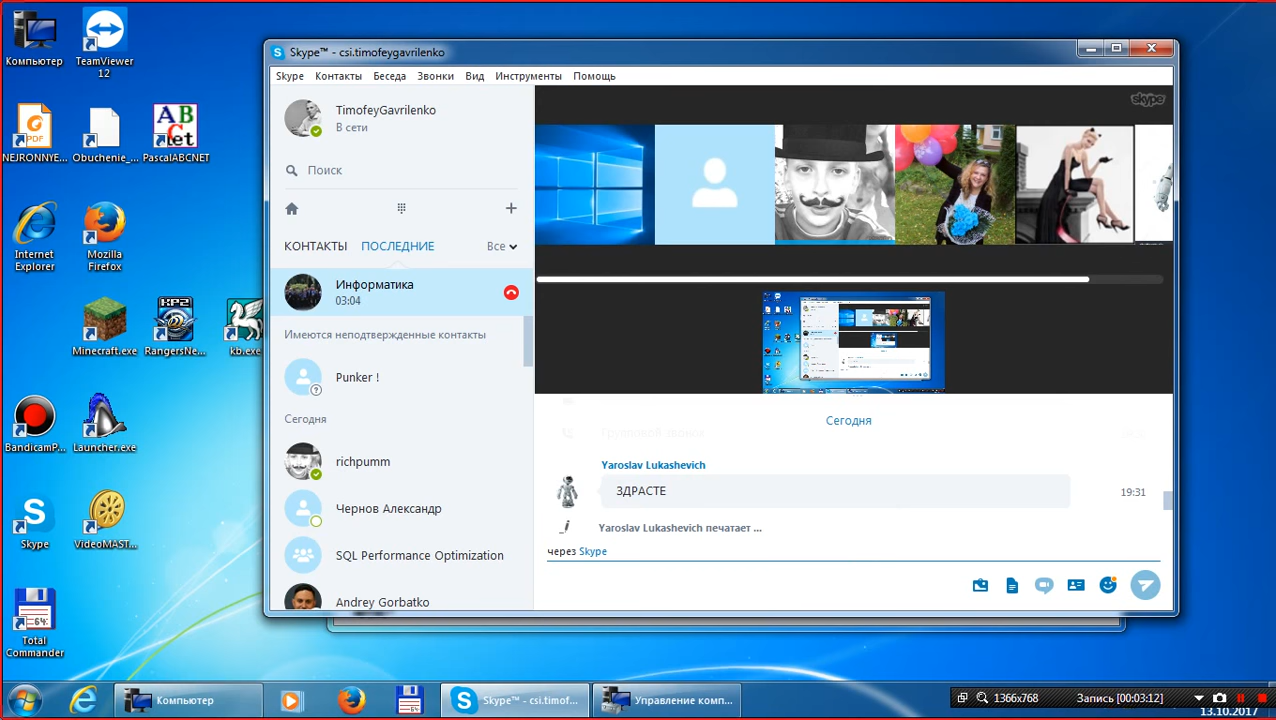 Компьютер
TeamViewer
12
NEJRONNYE...
Obuchenie_...
PascalABCNET
Internet
Explorer
Mozilla
Firefox
Minecraft.exe
RangersNe...
kb.exe
BandicamP...
Launcher.exe
Skype
VideoMAST...
Total
Commander
Skype™ - csi.timofeygavrilenko
Skype Контакты Беседа Звонки Вид Инструменты Помощь
TimofeyGavrilenko
В сети
Поиск
КОНТАКТЫ ПОСЛЕДНИЕ Все
Информатика
03:04
Имеются неподтвержденные контакты
Punker !
Сегодня
richpumm
Чернов Александр
SQL Performance Optimization
Andrey Gorbatko
skype
Сегодня
Групповой звонок
Yaroslav Lukashevich
ЗДРАСТЕ
19:31
Yaroslav Lukashevich печатает ...
через Skype
Компьютер
Skype™ - csi.timof...
Управление комп...
1366x768 Запись [00:03:12]
13.10.2017